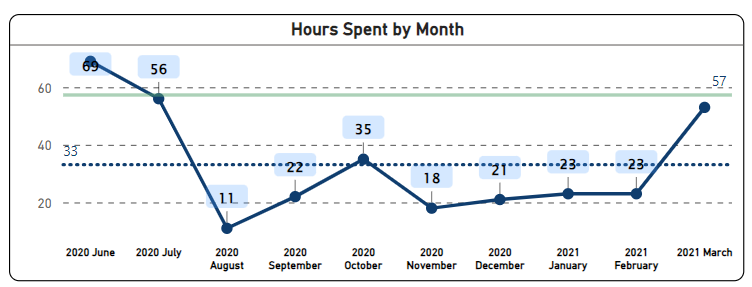 Hours Spent by Month
69
56
57
60
35
40
33
22
23
23
21
18
11
20
2020 June
2020 July
2020
August
2020
September
2020
October
2020
November
2020
December
2021
January
2021
February
2021 March